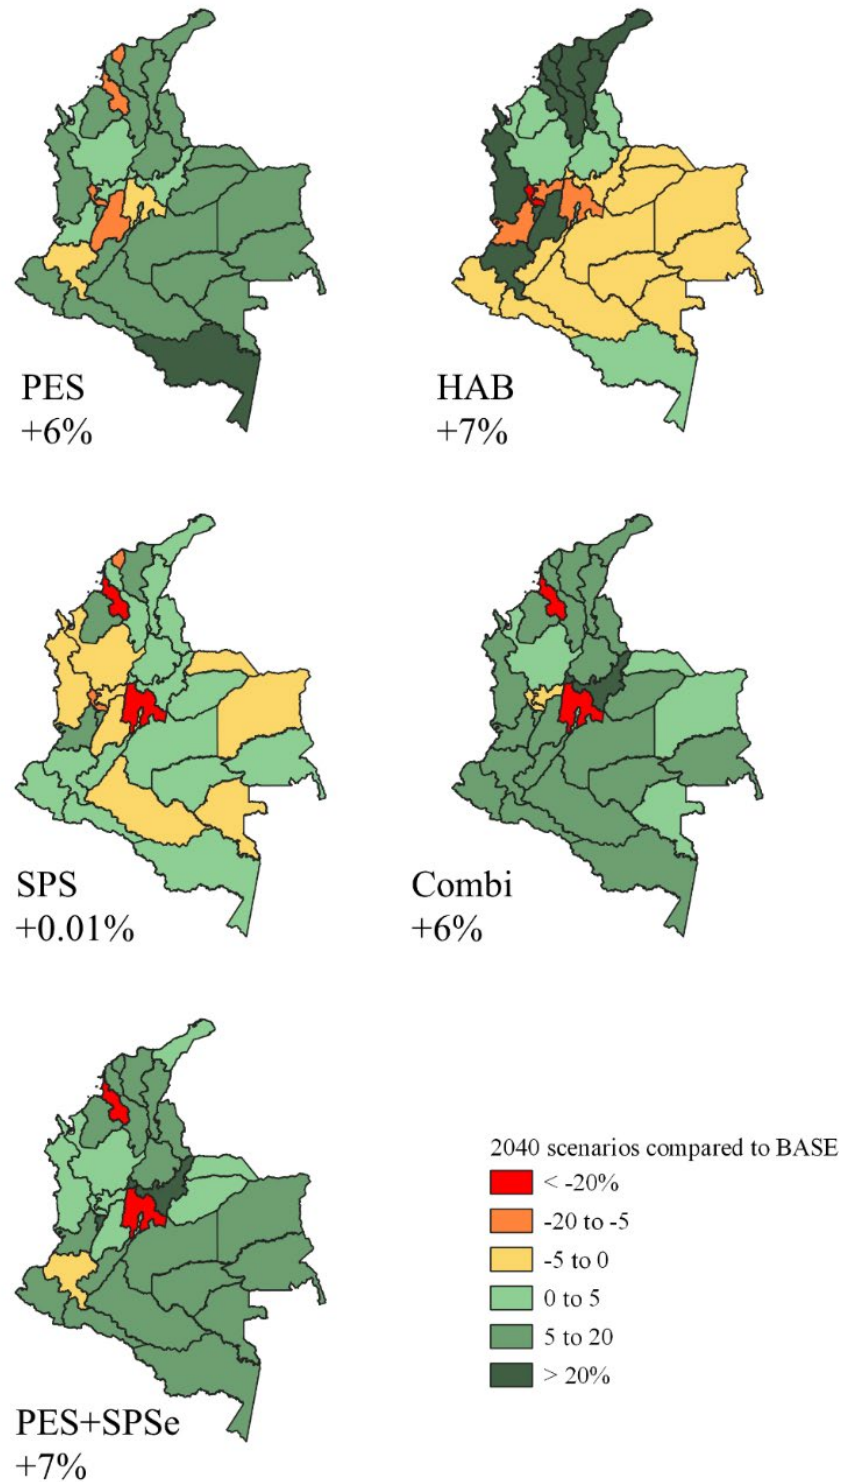 PES
+6%
HAB
+7%
SPS
+0.01%
Combi
+6%
PES+SPSe
+7%
2040 scenarios compared to BASE
< -20%
-20 to -5
-5 to 0
0 to 5
5 to 20
> 20%